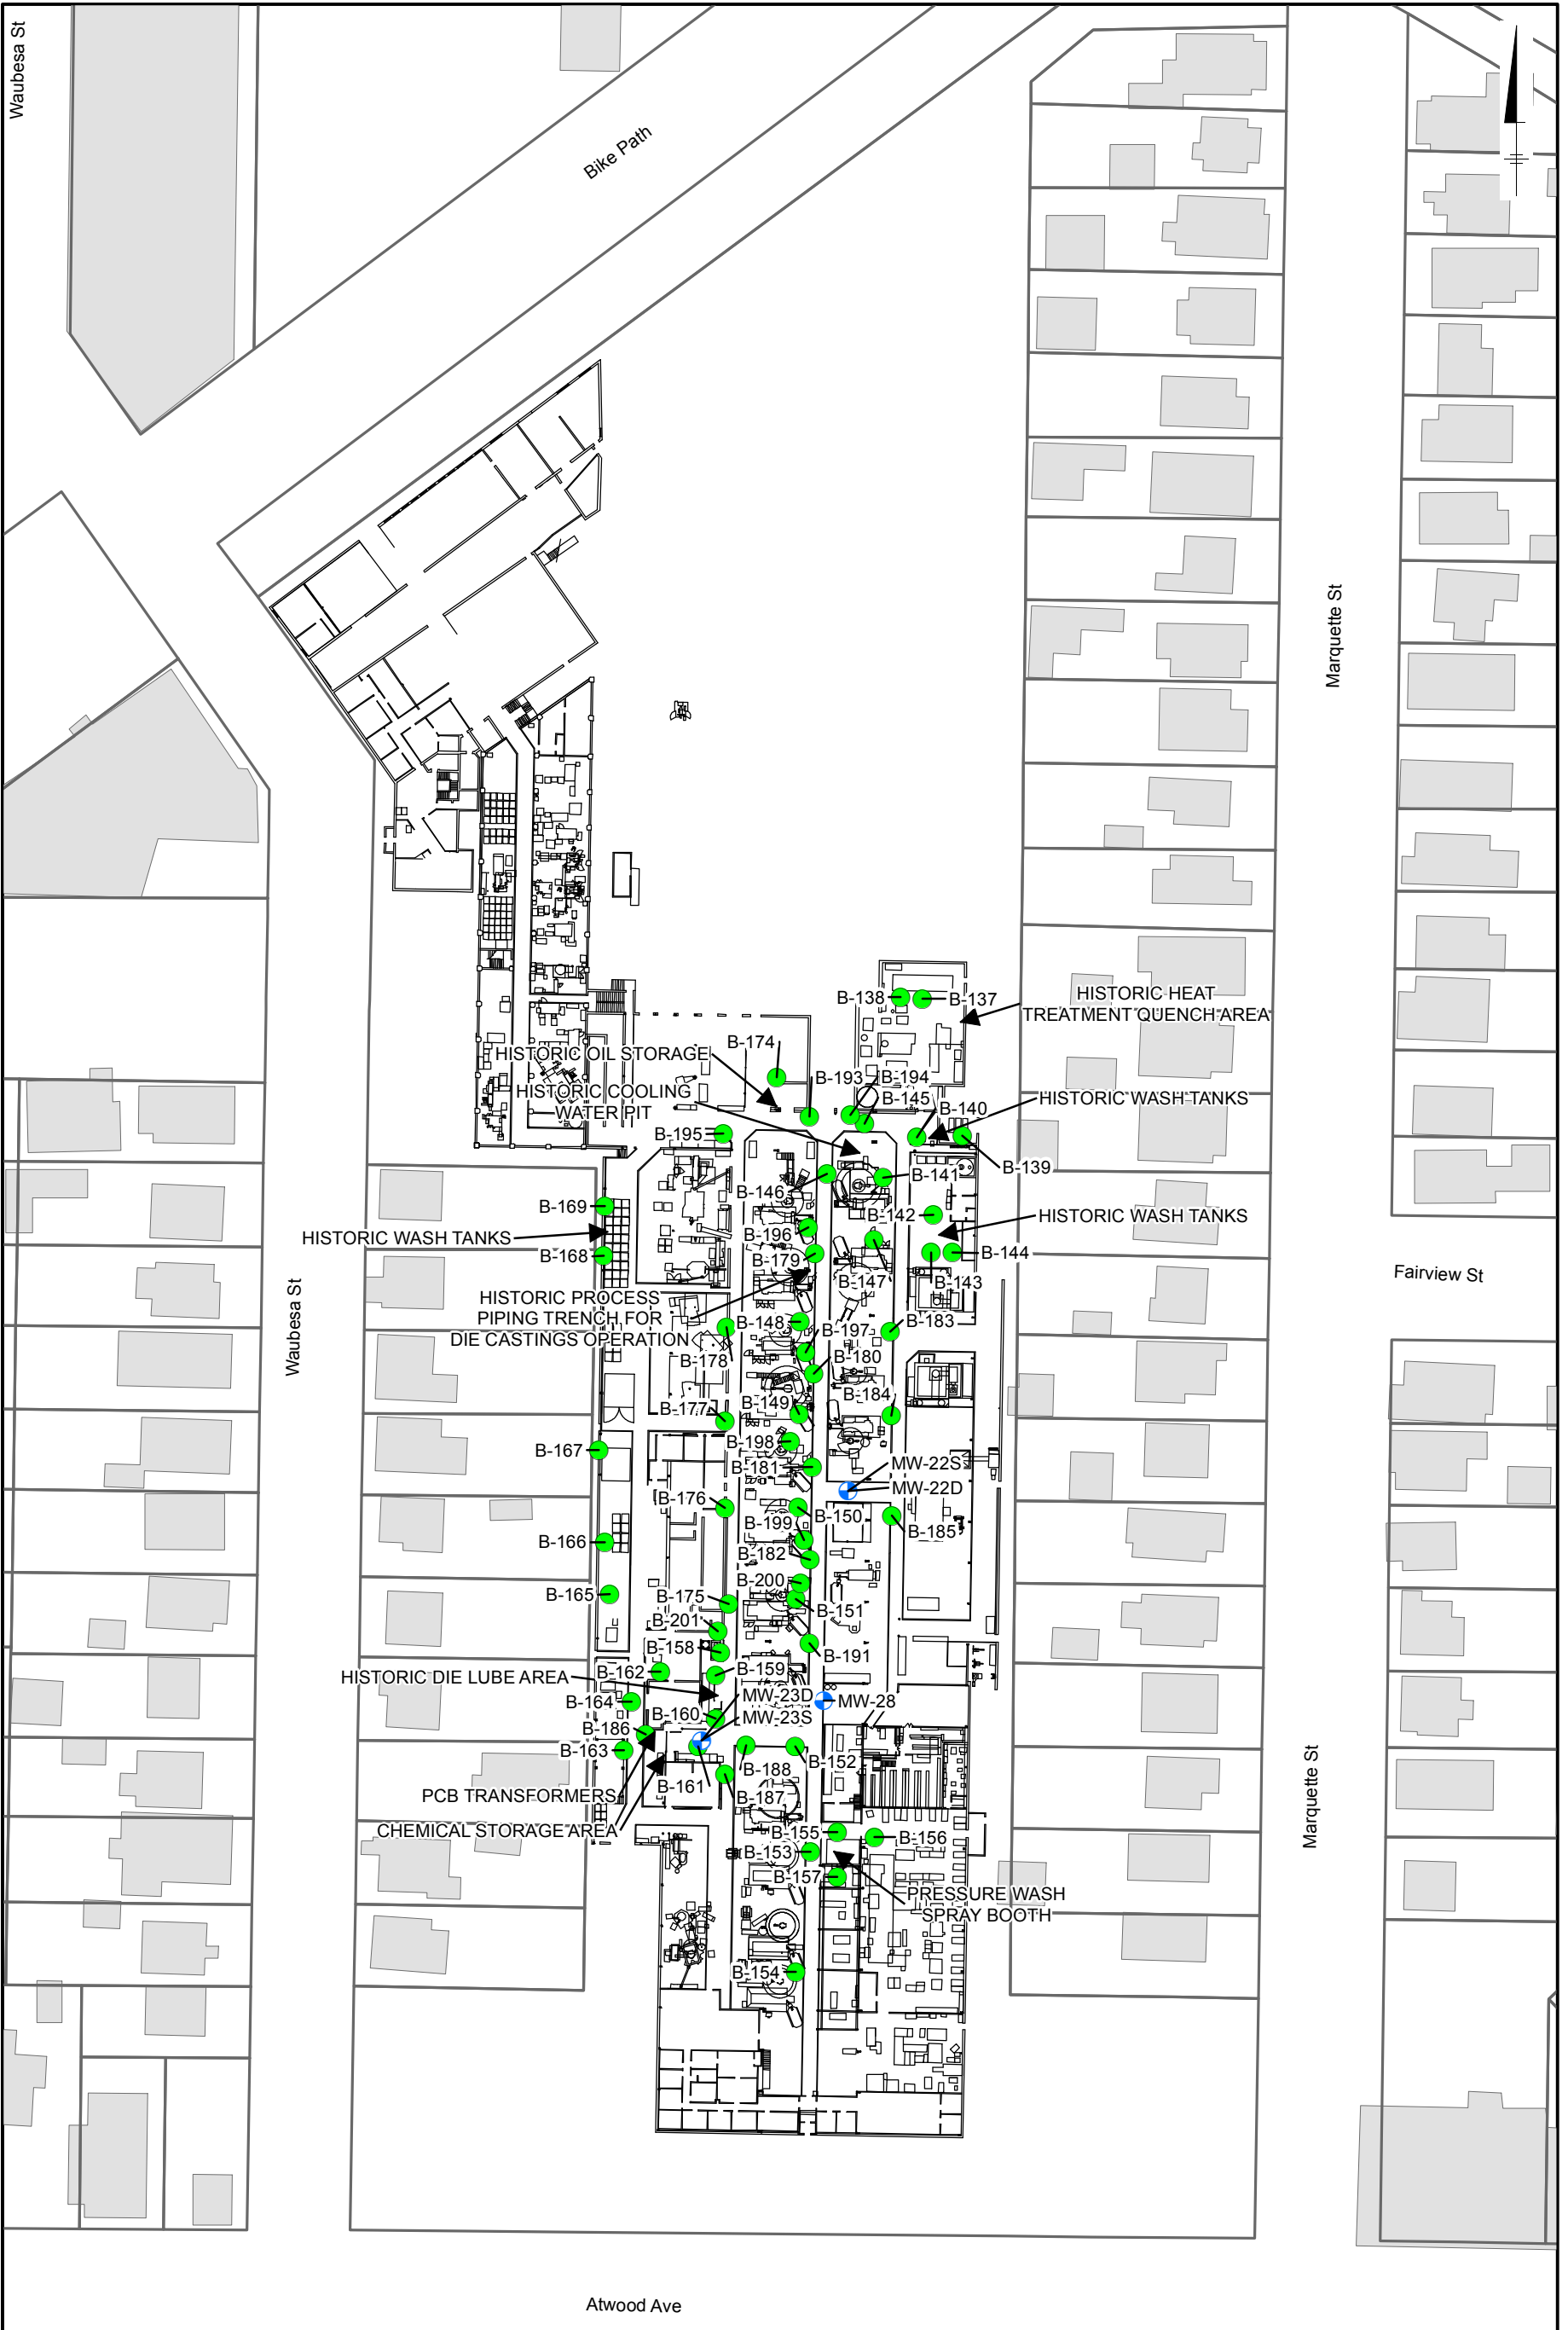 Waubesa St
Bike Path
Marquette St
B-138
B-137
HISTORIC HEAT
TREATMENT QUENCH AREA
B-174
HISTORIC OIL STORAGE
B-193
B-194
HISTORIC COOLING
WATER PIT
B-145
B-140
HISTORIC WASH TANKS
B-195
B-139
B-141
B-146
B-169
B-142
HISTORIC WASH TANKS
B-196
HISTORIC WASH TANKS
B-168
B-179
B-144
B-147
B-143
Fairview St
HISTORIC PROCESS
PIPING TRENCH FOR
DIE CASTINGS OPERATION
Waubesa St
B-148
B-183
B-197
B-178
B-180
B-184
B-149
B-177
B-198
B-167
B-181
MW-22S
MW-22D
B-176
B-150
B-199
B-185
B-166
B-182
B-200
B-165
B-175
B-151
B-201
B-158
B-191
B-162
B-159
HISTORIC DIE LUBE AREA
MW-23D
MW-28
B-164
B-160
MW-23S
B-186
B-163
B-152
B-188
B-161
B-187
PCB TRANSFORMERS
Marquette St
CHEMICAL STORAGE AREA
B-155
B-156
B-153
B-157
PRESSURE WASH
SPRAY BOOTH
B-154
Atwood Ave